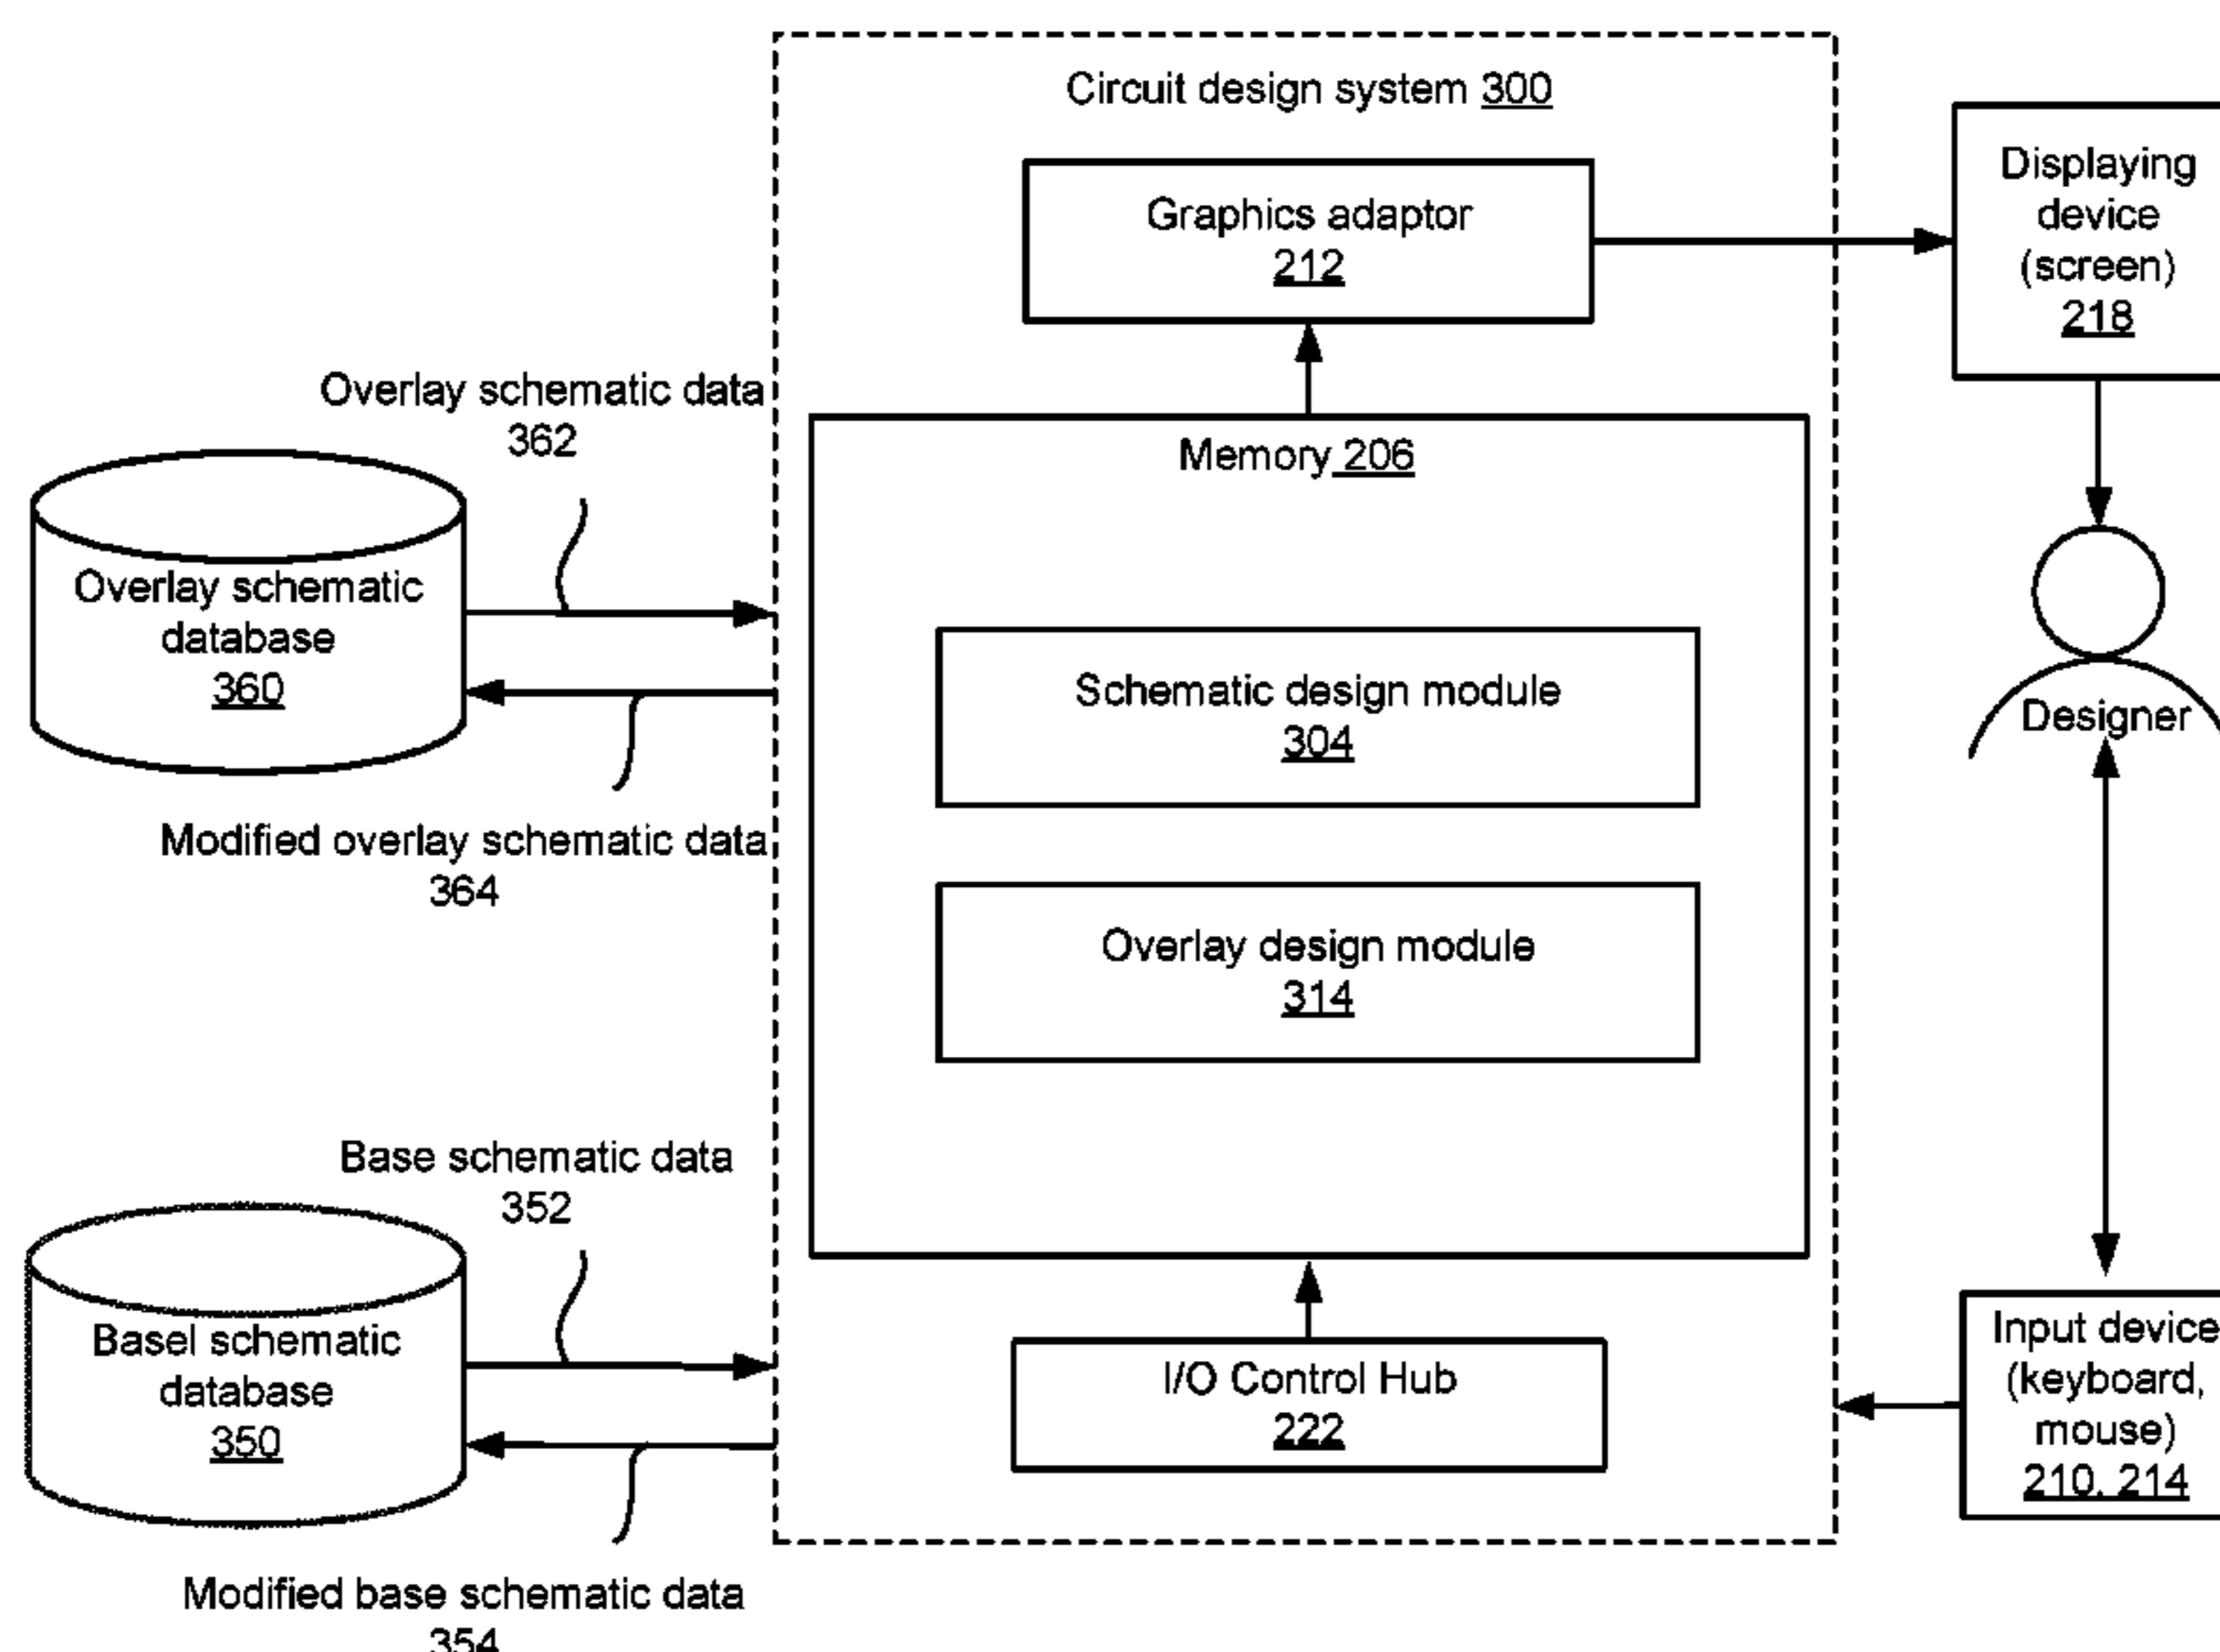 Circuit design system 300
Graphics adaptor
212
Displaying
device
(screen)
218
Overlay schematic data
362
Memory 206
Overlay schematic
database
360
Schematic design module
304
Designer
Modified overlay schematic data
364
Overlay design module
314
Base schematic data
352
Basel schematic
database
350
I/O Control Hub
222
Input device
(keyboard,
mouse)
210, 214
Modified base schematic data
354